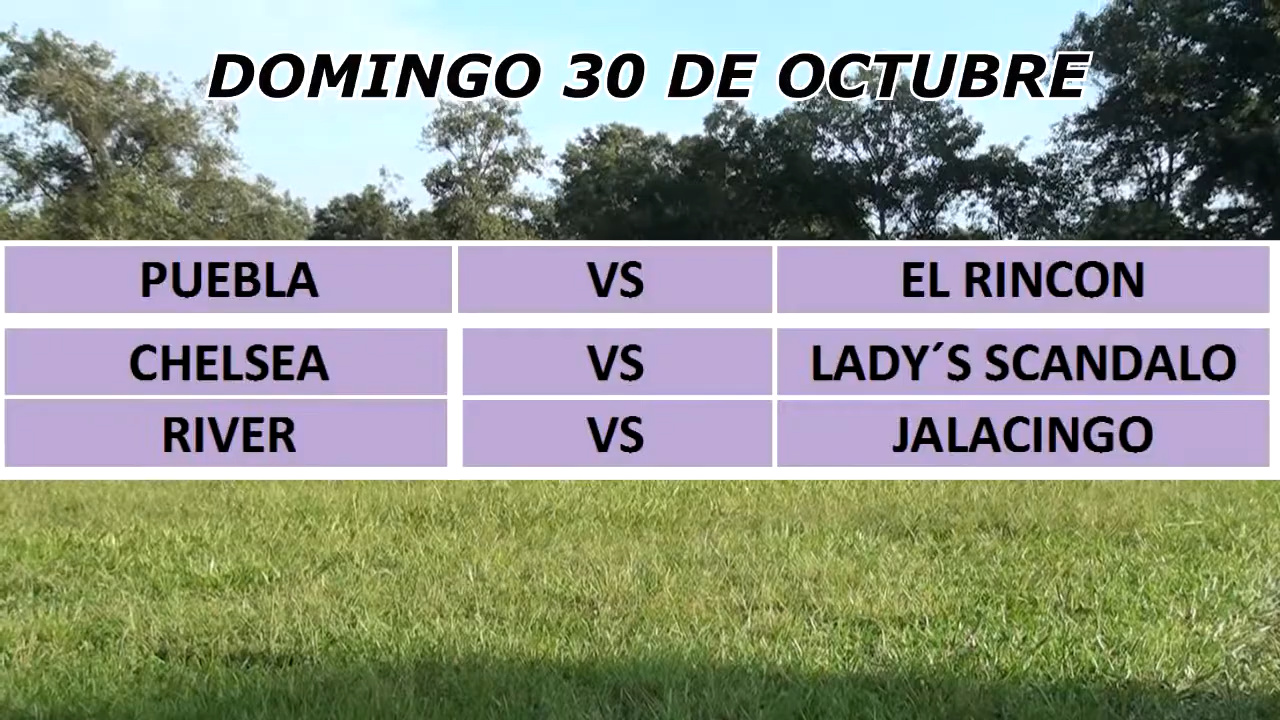 DOMINGO 30 DE OCTUBRE
PUEBLA VS EL RINCON
CHELSEA VS LADY´S SCANDALO
RIVER VS JALACINGO